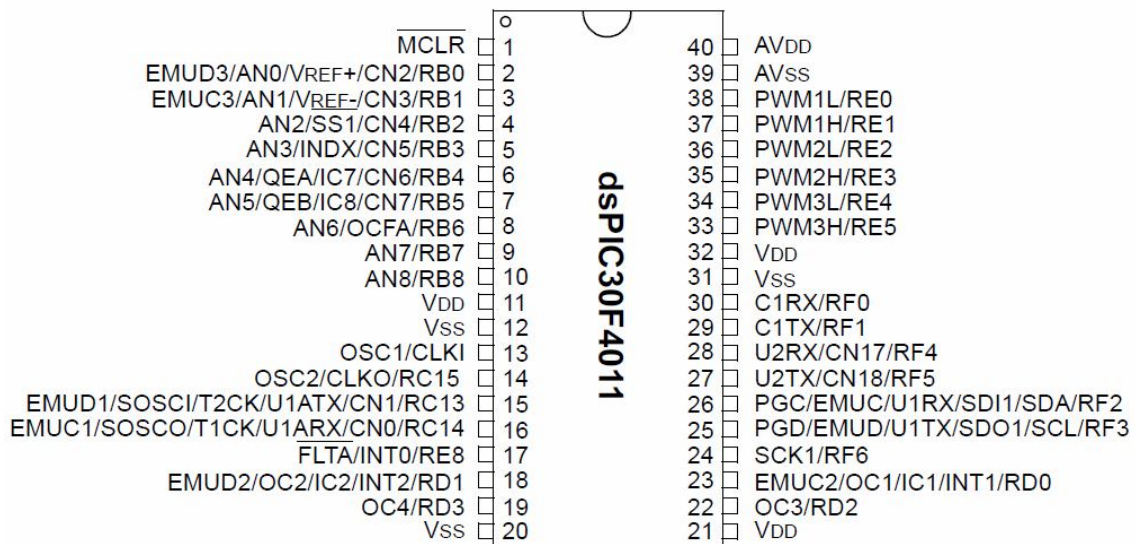 MCLR 1
EMUD3/AN0/VREF+/CN2/RB0 2
EMUC3/AN1/VREF-/CN3/RB1 3
AN2/SS1/CN4/RB2 4
AN3/INDX/CN5/RB3 5
AN4/QEA/IC7/CN6/RB4 6
AN5/QEB/IC8/CN7/RB5 7
AN6/OCFA/RB6 8
AN7/RB7 9
AN8/RB8 10
VDD 11
VSS 12
OSC1/CLKI 13
OSC2/CLKO/RC15 14
EMUD1/SOSCI/T2CK/U1ATX/CN1/RC13 15
EMUC1/SOSCO/T1CK/U1ARX/CN0/RC14 16
FLTA/INT0/RE8 17
EMUD2/OC2/IC2/INT2/RD1 18
OC4/RD3 19
VSS 20
dsPIC30F4011
40 AVDD
39 AVSS
38 PWM1L/RE0
37 PWM1H/RE1
36 PWM2L/RE2
35 PWM2H/RE3
34 PWM3L/RE4
33 PWM3H/RE5
32 VDD
31 VSS
30 C1RX/RF0
29 C1TX/RF1
28 U2RX/CN17/RF4
27 U2TX/CN18/RF5
26 PGC/EMUC/U1RX/SDI1/SDA/RF2
25 PGD/EMUD/U1TX/SDO1/SCL/RF3
24 SCK1/RF6
23 EMUC2/OC1/IC1/INT1/RD0
22 OC3/RD2
21 VDD